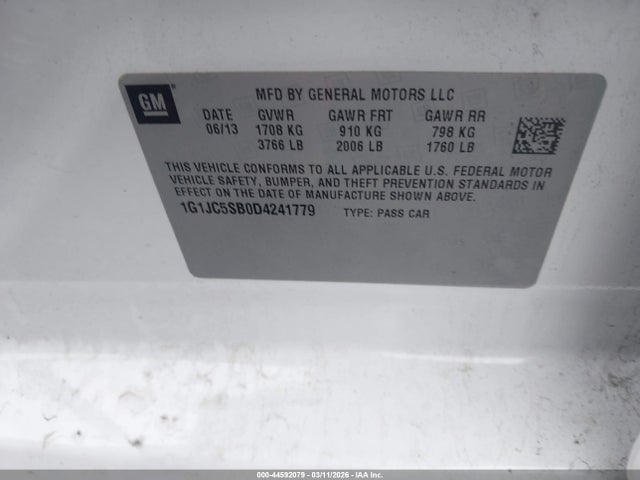 GM
MFD BY GENERAL MOTORS LLC
DATE GVWR GAWR FRT GAWR RR
06/13 1708 KG 910 KG 798 KG
3766 LB 2006 LB 1760 LB
THIS VEHICLE CONFORMS TO ALL APPLICABLE U.S. FEDERAL MOTOR
VEHICLE SAFETY, BUMPER, AND THEFT PREVENTION STANDARDS IN
EFFECT ON THE DATE OF MANUFACTURE SHOWN ABOVE.
1G1JC5SB0D4241779 TYPE: PASS CAR
000-44592079 | 03/11/2026 | IAA Inc.